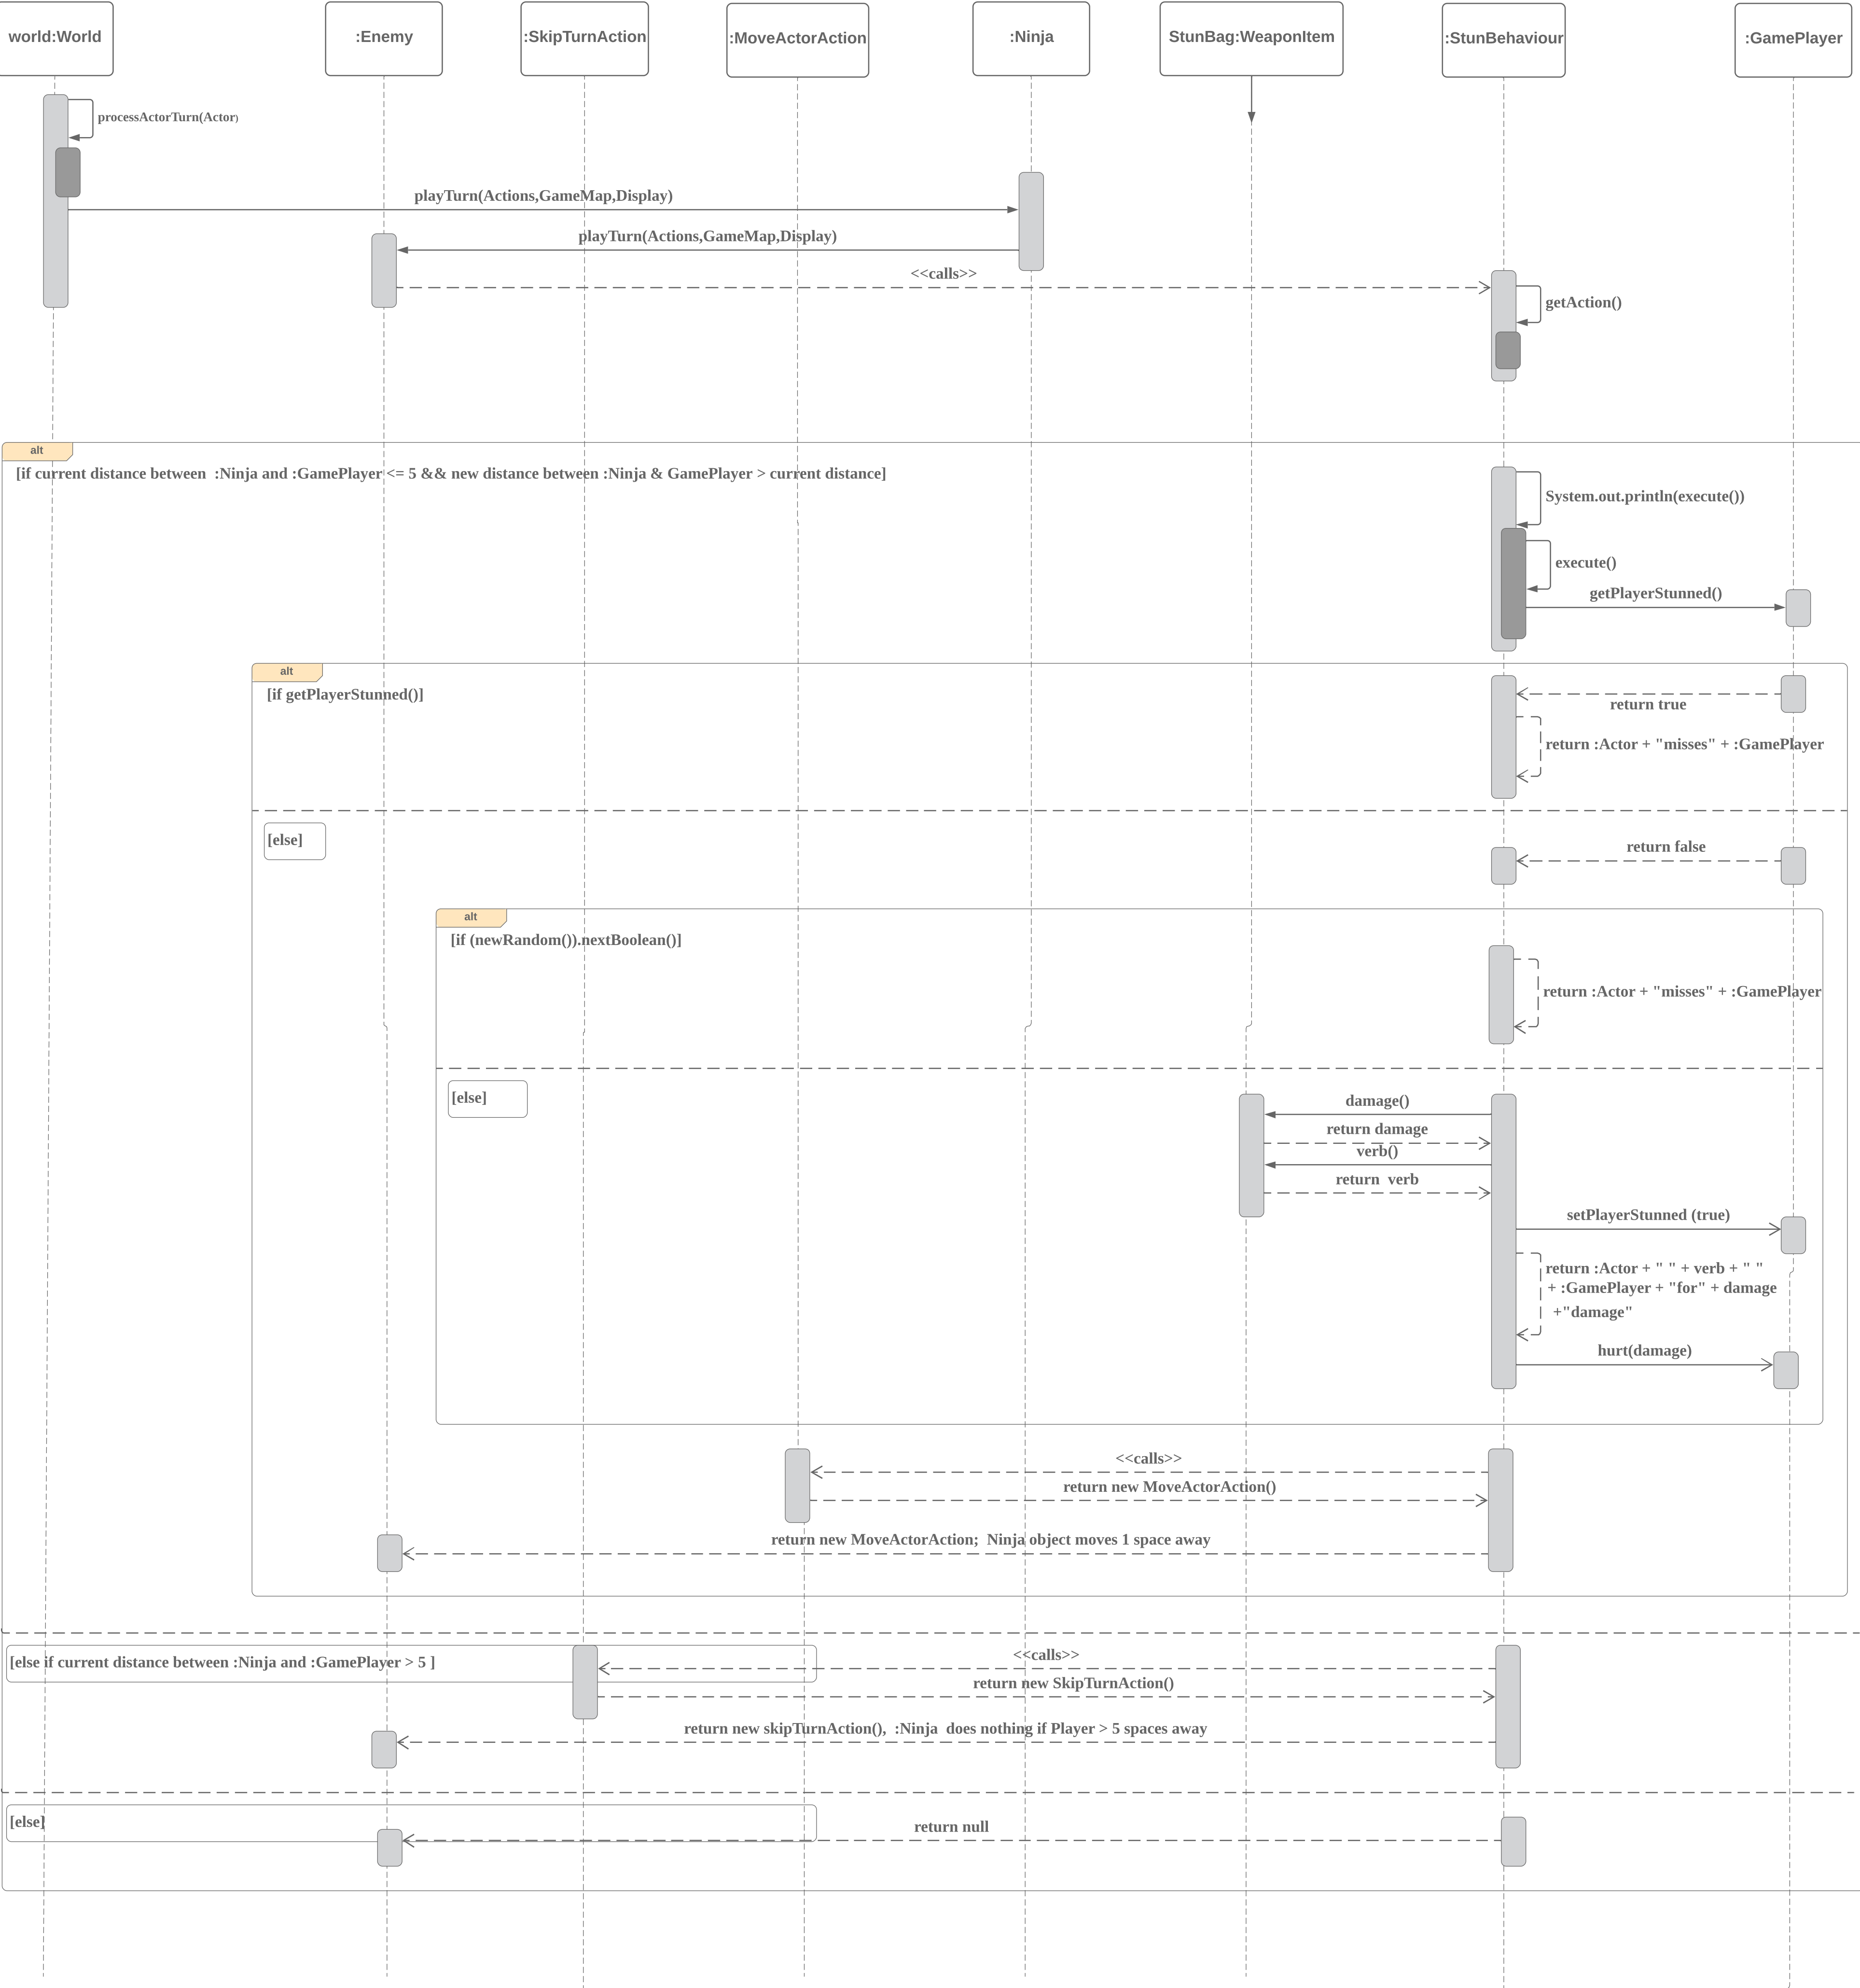 world:World
:Enemy
:SkipTurnAction
:MoveActorAction
:Ninja
StunBag:WeaponItem
:StunBehaviour
:GamePlayer
processActorTurn(Actor)
playTurn(Actions,GameMap,Display)
playTurn(Actions,GameMap,Display)
<<calls>>
getAction()
alt
[if current distance between  :Ninja and :GamePlayer <= 5 && new distance between :Ninja & GamePlayer > current distance]
System.out.println(execute())
execute()
getPlayerStunned()
alt
[if getPlayerStunned()]
return true
return :Actor + "misses" + :GamePlayer
[else]
return false
alt
[if (newRandom()).nextBoolean()]
return :Actor + "misses" + :GamePlayer
[else]
damage()
return damage
verb()
return  verb
setPlayerStunned (true)
return :Actor + " " + verb + " "
+ :GamePlayer + "for" + damage
+"damage"
hurt(damage)
<<calls>>
return new MoveActorAction()
return new MoveActorAction;  Ninja object moves 1 space away
[else if current distance between :Ninja and :GamePlayer > 5 ]
<<calls>>
return new SkipTurnAction()
return new skipTurnAction(),  :Ninja  does nothing if Player > 5 spaces away
[else]
return null